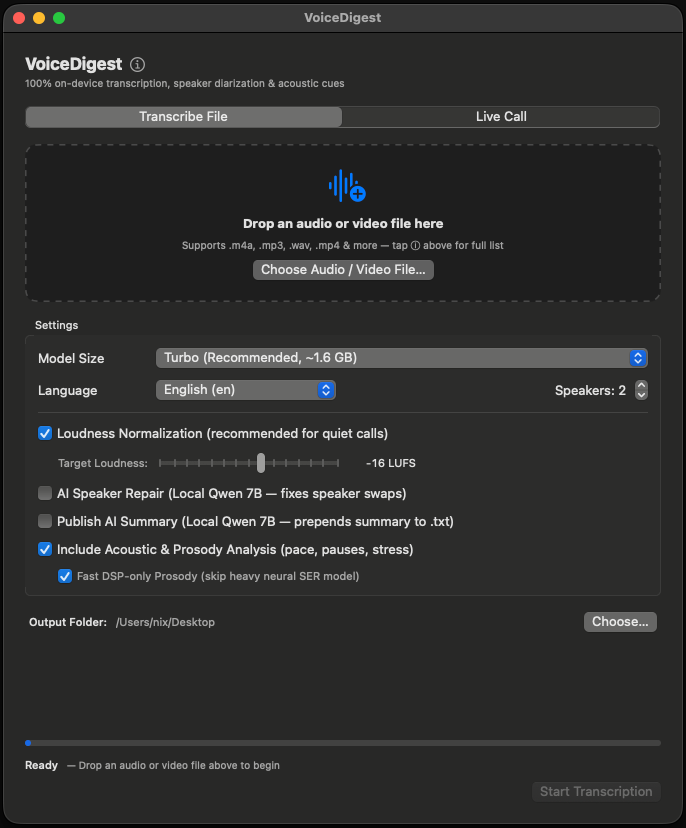 VoiceDigest
VoiceDigest ⓘ
100% on-device transcription, speaker diarization & acoustic cues
Transcribe File
Live Call
Drop an audio or video file here
Supports .m4a, .mp3, .wav, .mp4 & more — tap ⓘ above for full list
Choose Audio / Video File...
Settings
Model Size
Turbo (Recommended, ~1.6 GB)
Language
English (en)
Speakers: 2
Loudness Normalization (recommended for quiet calls)
Target Loudness:
-16 LUFS
AI Speaker Repair (Local Qwen 7B — fixes speaker swaps)
Publish AI Summary (Local Qwen 7B — prepends summary to .txt)
Include Acoustic & Prosody Analysis (pace, pauses, stress)
Fast DSP-only Prosody (skip heavy neural SER model)
Output Folder: /Users/nix/Desktop
Choose...
Ready — Drop an audio or video file above to begin
Start Transcription